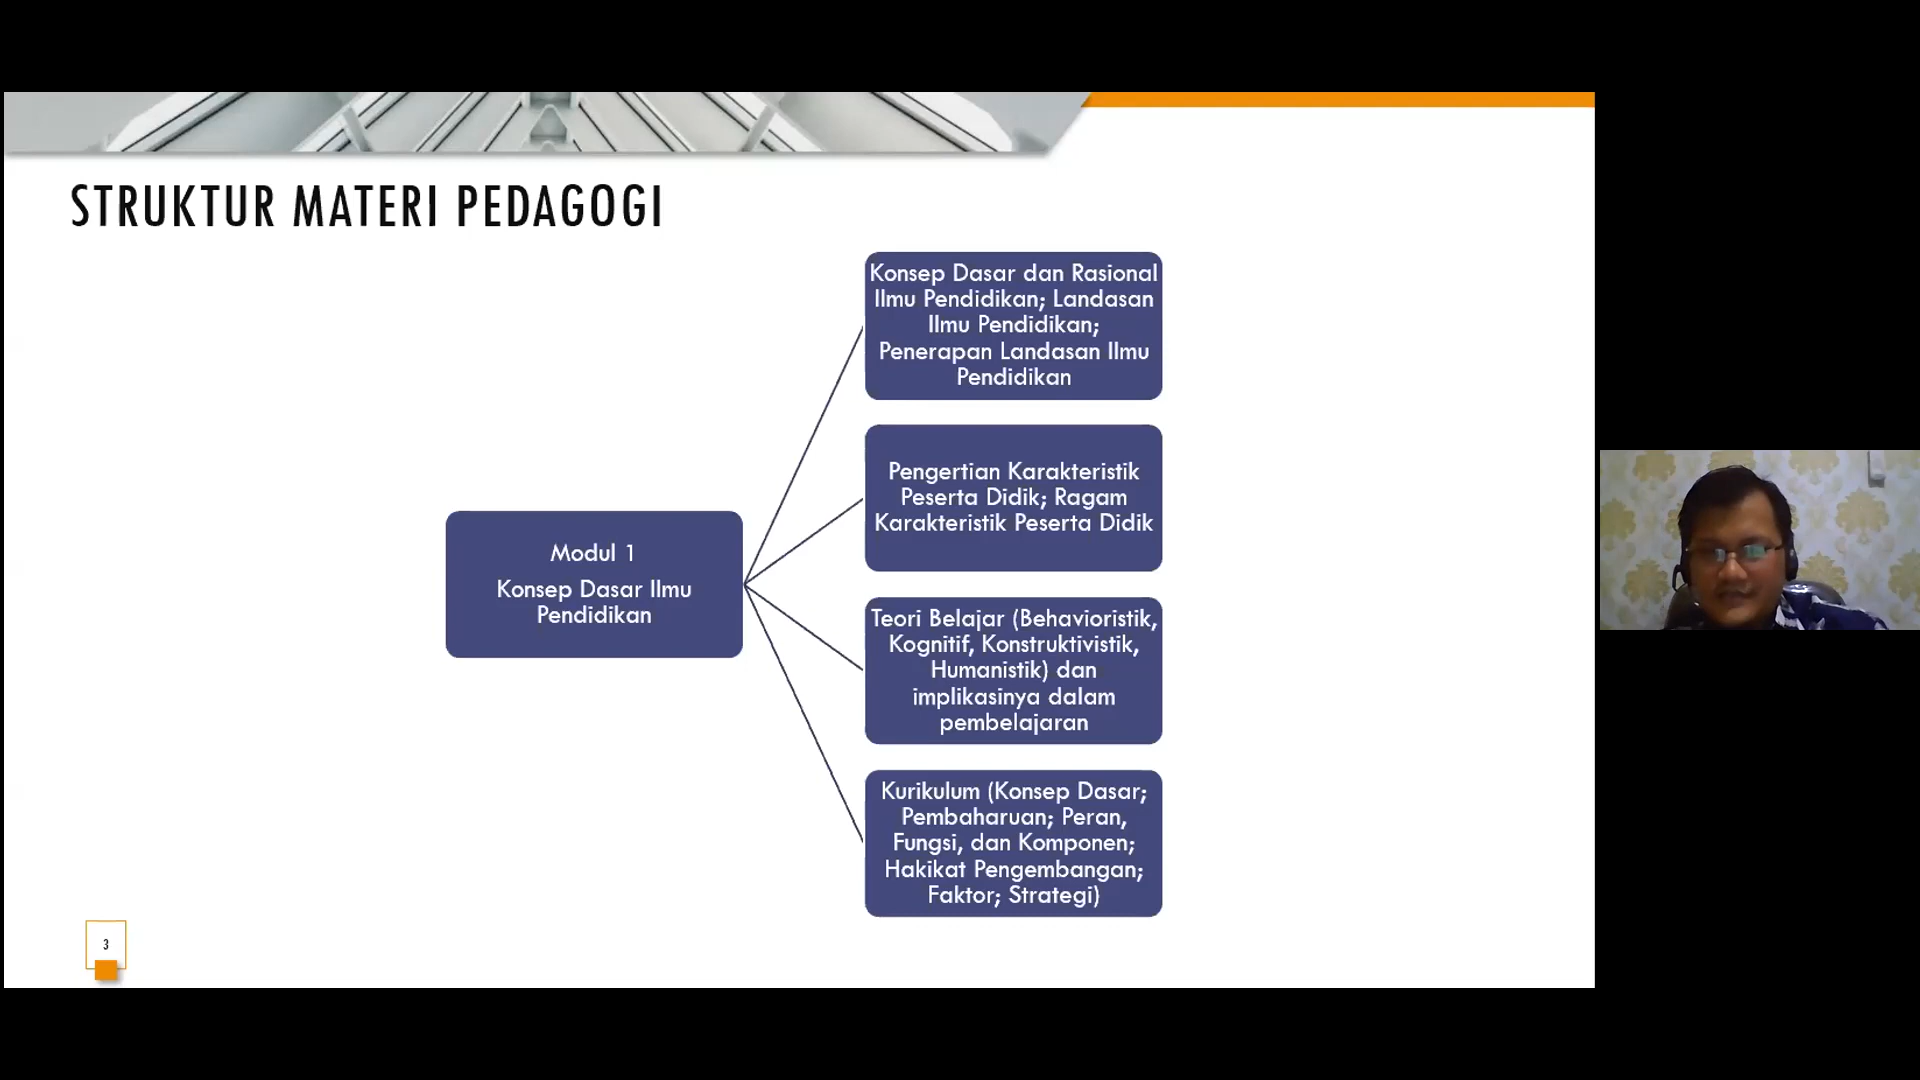 STRUKTUR MATERI PEDAGOGI
Modul 1
Konsep Dasar Ilmu
Pendidikan
Konsep Dasar dan Rasional
Ilmu Pendidikan; Landasan
Ilmu Pendidikan;
Penerapan Landasan Ilmu
Pendidikan
Pengertian Karakteristik
Peserta Didik; Ragam
Karakteristik Peserta Didik
Teori Belajar (Behavioristik,
Kognitif, Konstruktivistik,
Humanistik) dan
implikasinya dalam
pembelajaran
Kurikulum (Konsep Dasar;
Pembaharuan; Peran,
Fungsi, dan Komponen;
Hakikat Pengembangan;
Faktor; Strategi)
3